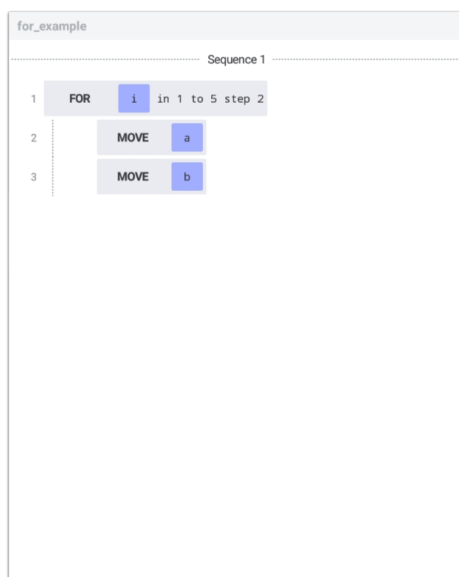 for_example
Sequence 1
1 FOR i in 1 to 5 step 2
2 MOVE a
3 MOVE b